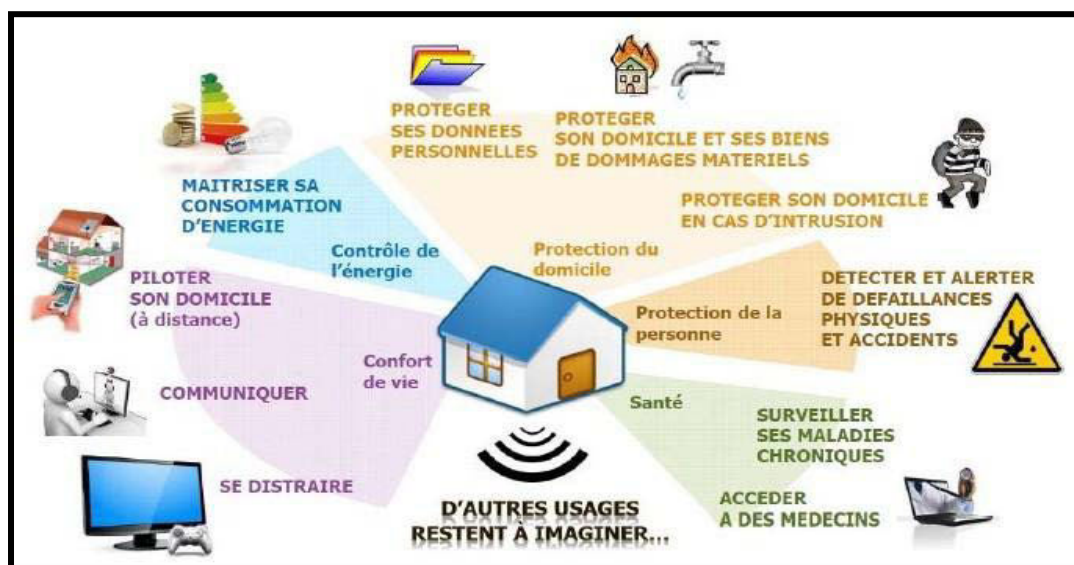 PROTEGER
SES DONNEES
PERSONNELLES
PROTEGER
SON DOMICILE ET SES BIENS
DE DOMMAGES MATERIELS
PROTEGER SON DOMICILE
EN CAS D'INTRUSION
MAITRISER SA
CONSOMMATION
D'ENERGIE
Contrôle de
l'énergie
Protection du
domicile
DETECTER ET ALERTER
DE DEFAILLANCES
PHYSIQUES
ET ACCIDENTS
Protection de la
personne
PILOTER
SON DOMICILE
(à distance)
Confort
de vie
COMMUNIQUER
SE DISTRAIRE
Santé
SURVEILLER
SES MALADIES
CHRONIQUES
ACCEDER
A DES MEDECINS
D'AUTRES USAGES
RESTENT À IMAGINER...